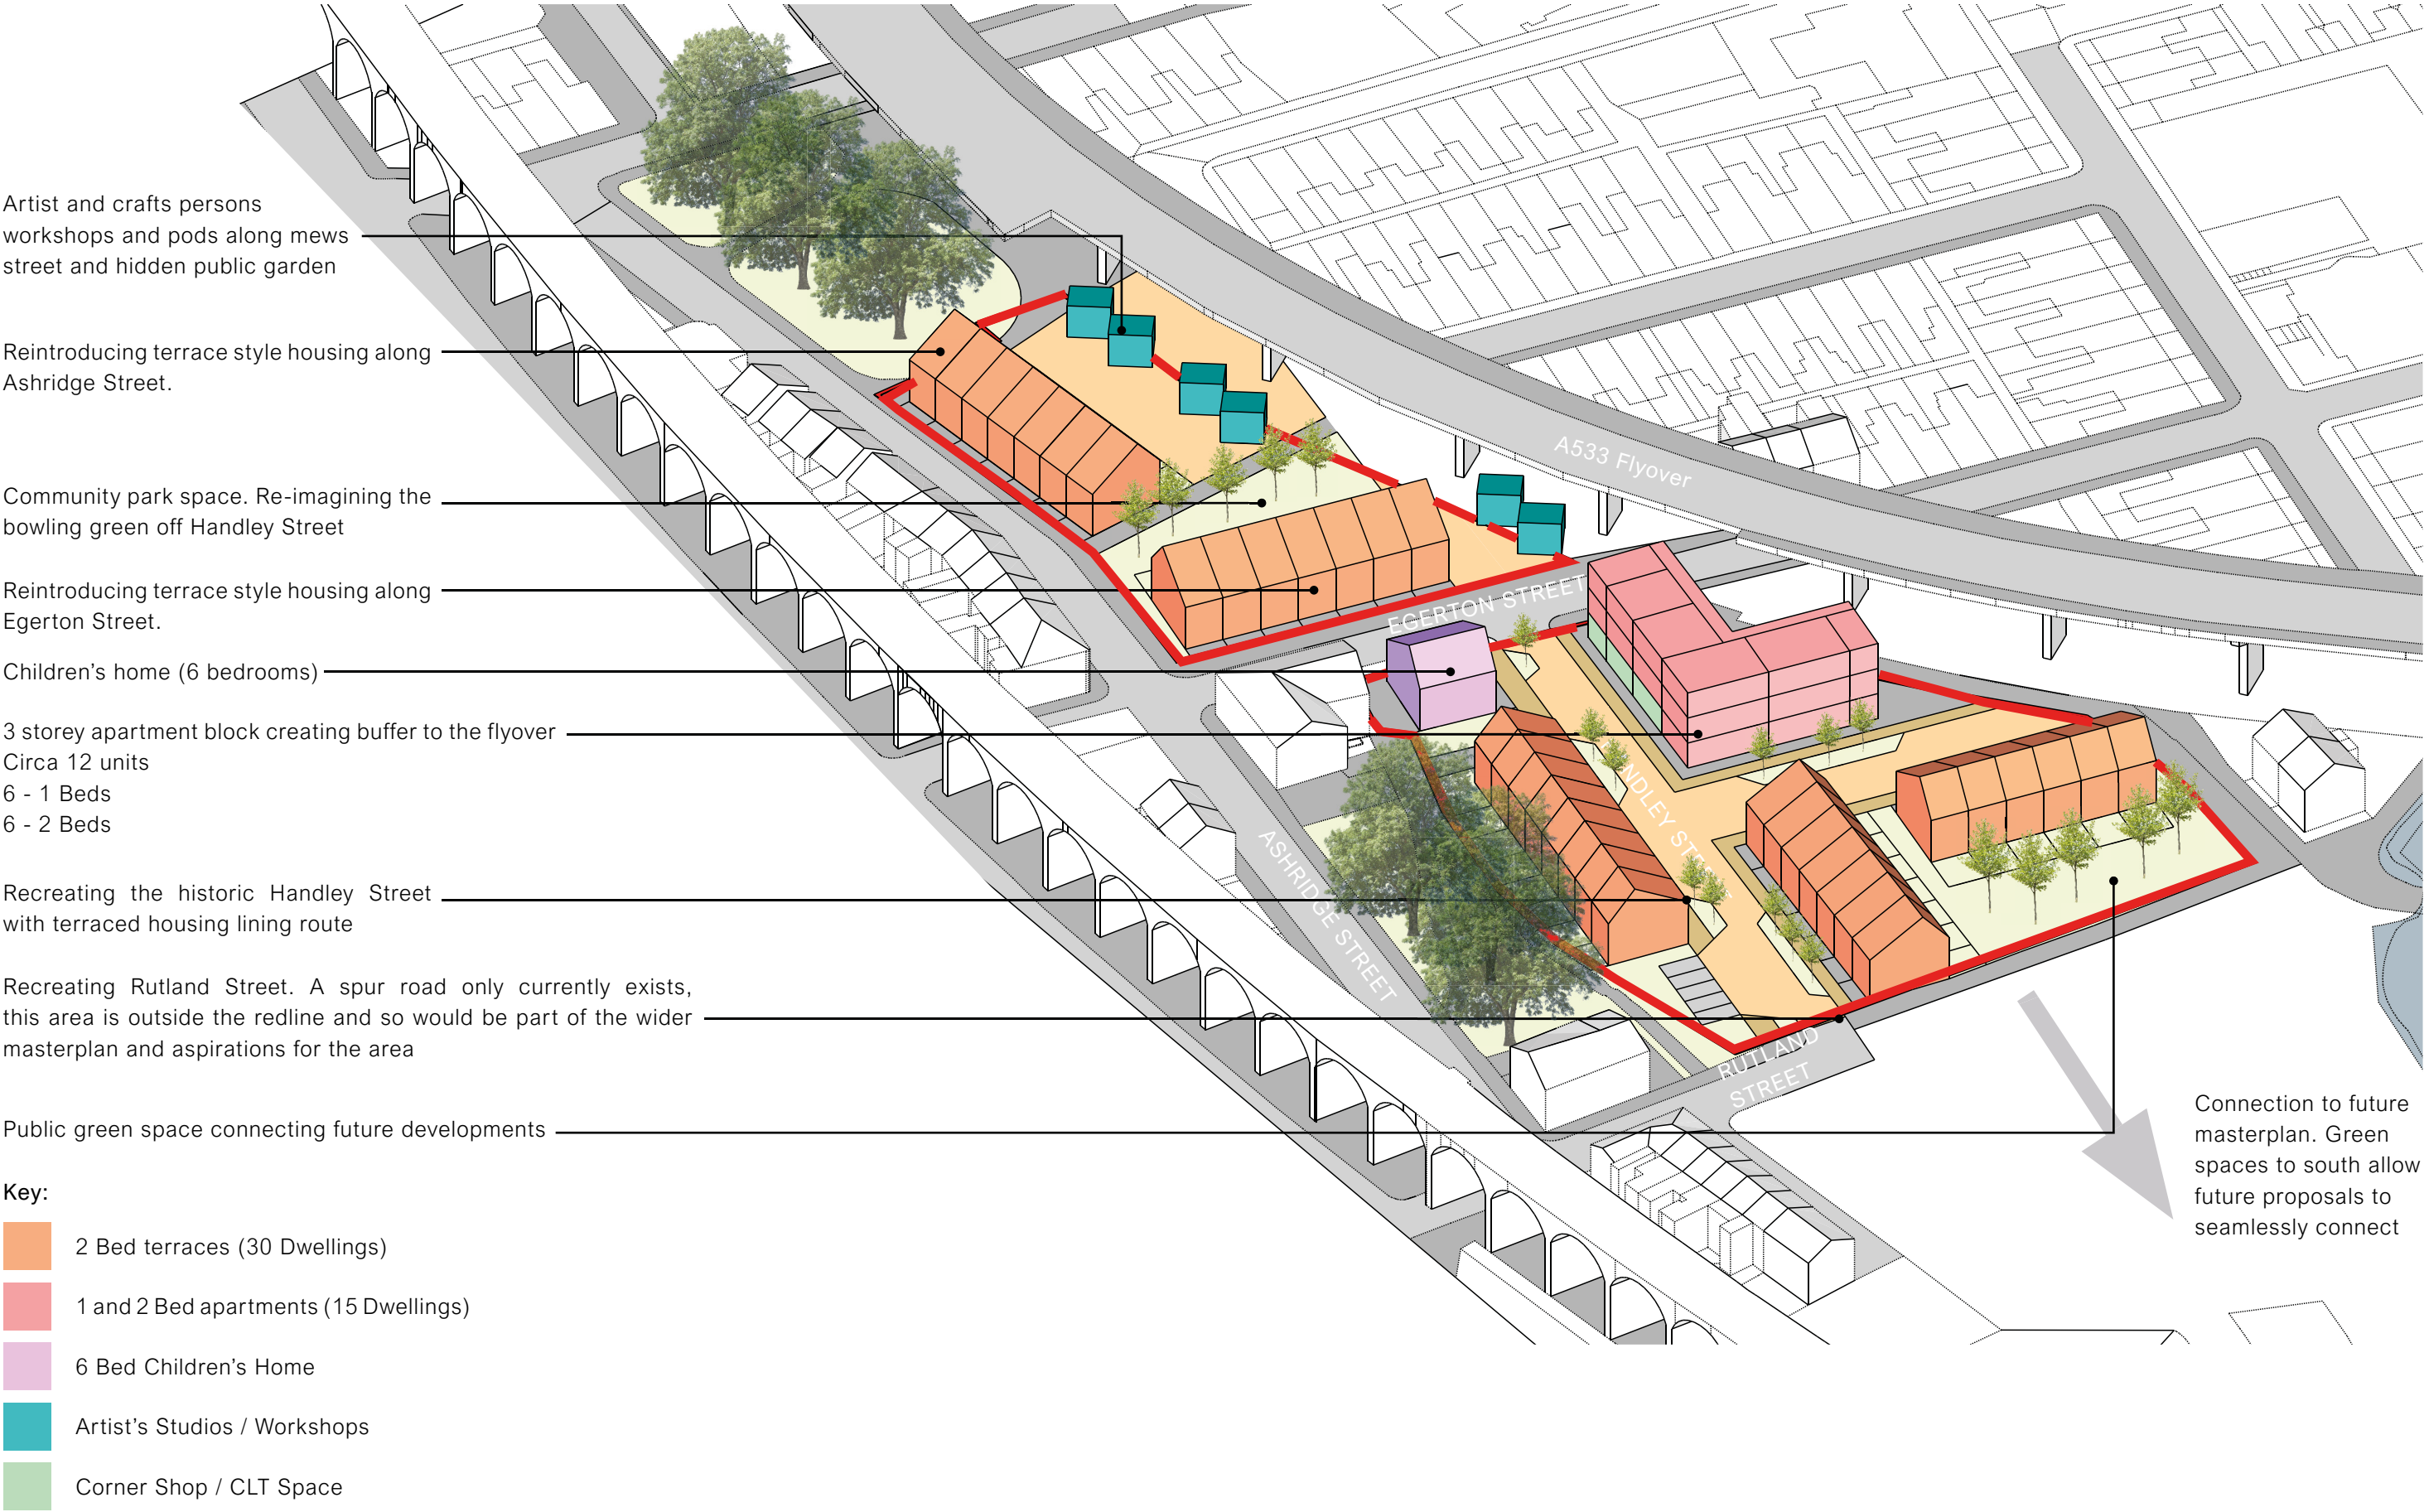 Artist and crafts persons
workshops and pods along mews
street and hidden public garden
Reintroducing terrace style housing along
Ashridge Street.
Community park space. Re-imagining the
bowling green off Handley Street
Reintroducing terrace style housing along
Egerton Street.
Children's home (6 bedrooms)
3 storey apartment block creating buffer to the flyover
Circa 12 units
6 - 1 Beds
6 - 2 Beds
Recreating the historic Handley Street
with terraced housing lining route
Recreating Rutland Street. A spur road only currently exists,
this area is outside the redline and so would be part of the wider
masterplan and aspirations for the area
Public green space connecting future developments
Key:
2 Bed terraces (30 Dwellings)
1 and 2 Bed apartments (15 Dwellings)
6 Bed Children's Home
Artist's Studios / Workshops
Corner Shop / CLT Space
A533 Flyover
EGERTON STREET
NDLEY STREET
ASHRIDGE STREET
RUTLAND
STREET
Connection to future
masterplan. Green
spaces to south allow
future proposals to
seamlessly connect